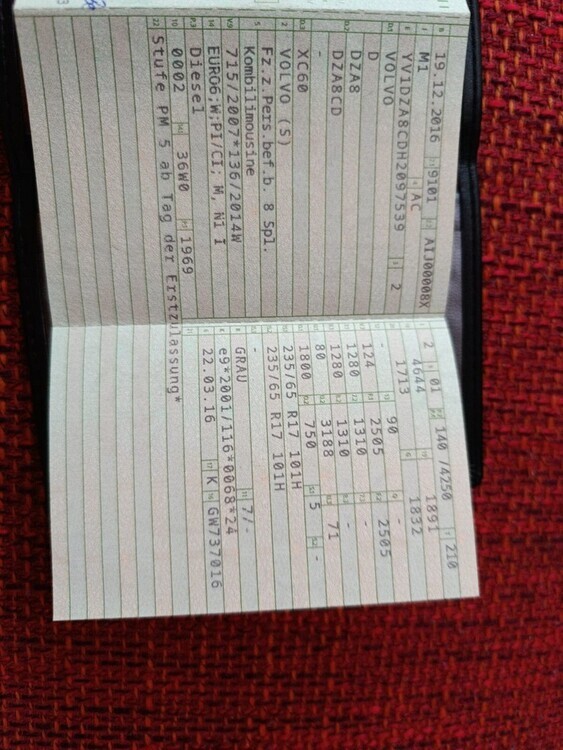 19.12.2016 9101 AIJ00008X
M1 AC
YV1DZA8CDH2097539 2
VOLVO
D
DZA8
DZA8CD
-
XC60
VOLVO (S)
Fz.z.Pers.bef.b. 8 Spl.
Kombilimousine
715/2007*136/2014W
EURO6;W;PI/CI; M, N1 I
Diesel
0002 36W0 1969
Stufe PM 5 ab Tag der Erstzulassung*
2 01 140 /4250 210
4644 1891
1713 1832
- 90 -
124 2505 2505
1280 1310 -
1280 1310 -
80 3188 71
1800 750 5 -
235/65 R17 101H
235/65 R17 101H
-
GRAU 7/-
e9*2001/116*0068*24
22.03.16 K GW737016